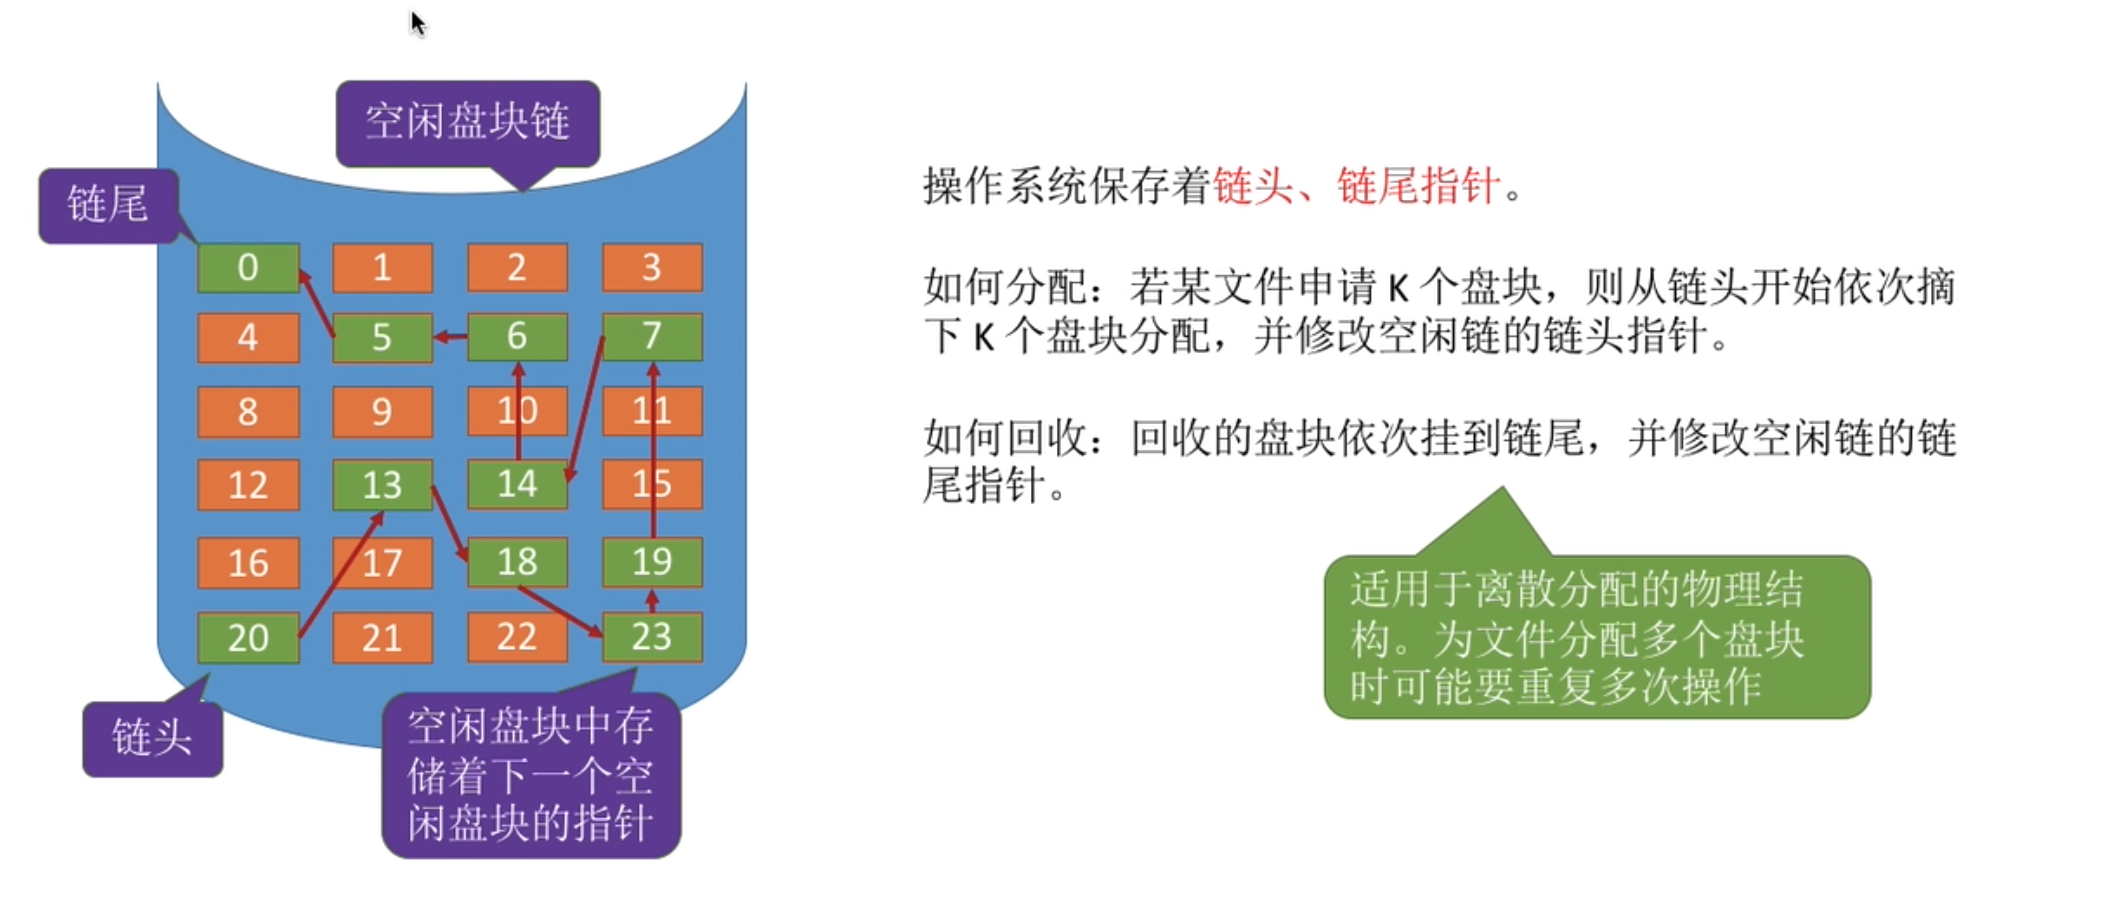 空闲盘块链
链尾
0 1 2 3
4 5 6 7
8 9 10 11
12 13 14 15
16 17 18 19
20 21 22 23
链头
空闲盘块中存
储着下一个空
闲盘块的指针
操作系统保存着链头、链尾指针。
如何分配：若某文件申请 K 个盘块，则从链头开始依次摘
下 K 个盘块分配，并修改空闲链的链头指针。
如何回收：回收的盘块依次挂到链尾，并修改空闲链的链
尾指针。
适用于离散分配的物理结
构。为文件分配多个盘块
时可能要重复多次操作